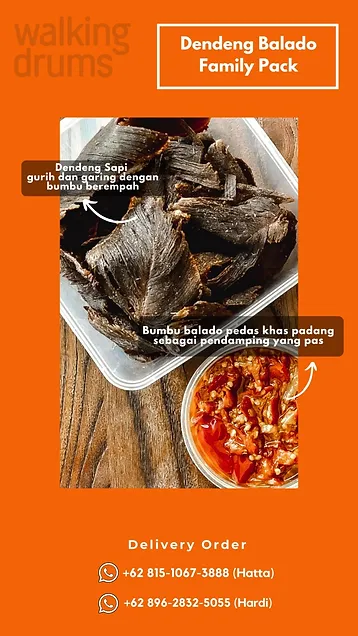 walking
drums
Dendeng Balado
Family Pack
Dendeng Sapi
gurih dan garing dengan
bumbu berempah
Bumbu balado pedas khas padang
sebagai pendamping yang pas
Delivery Order
+62 815-1067-3888 (Hatta)
+62 896-2832-5055 (Hardi)